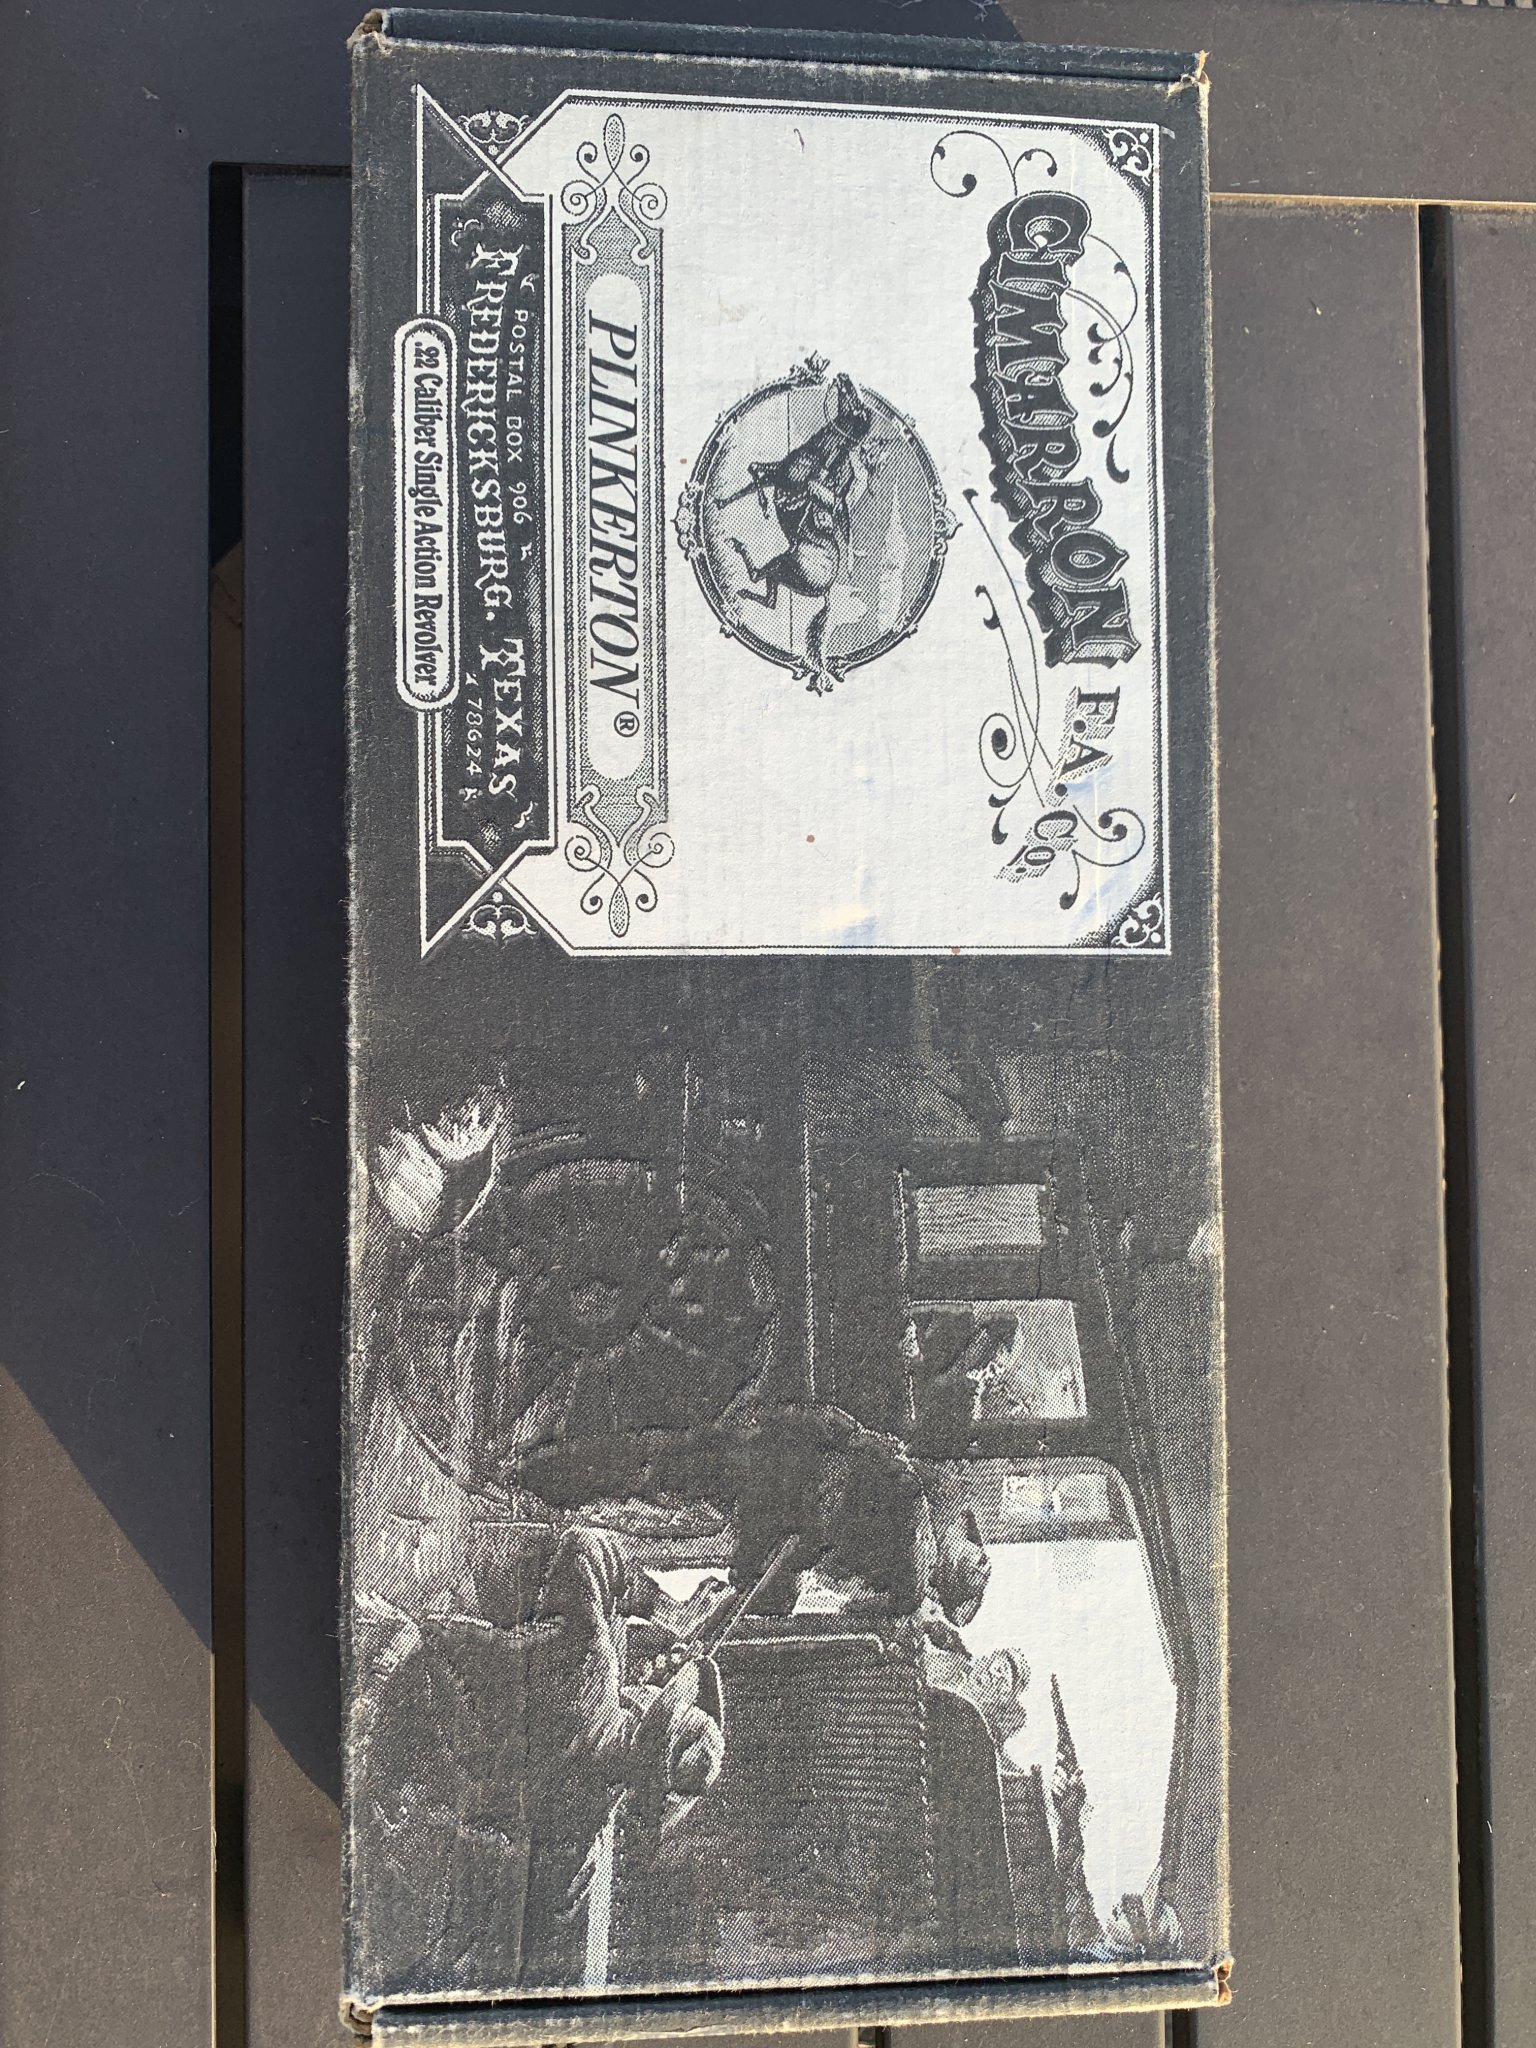 CIMARRON F.A. Co.
PLINKERTON®
POSTAL BOX 906
FREDERICKSBURG, TEXAS
78624
.22 Caliber Single Action Revolver